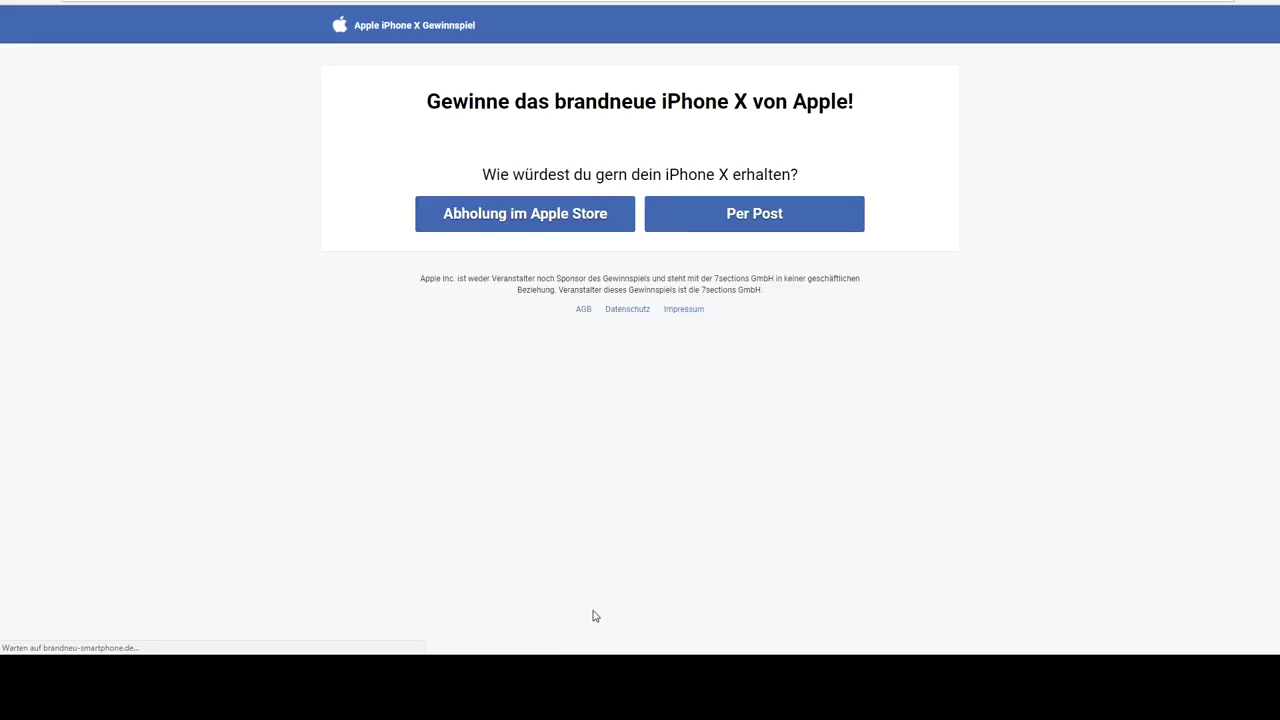 Apple iPhone X Gewinnspiel
Gewinne das brandneue iPhone X von Apple!
Wie würdest du gern dein iPhone X erhalten?
Abholung im Apple Store
Per Post
Apple Inc. ist weder Veranstalter noch Sponsor des Gewinnspiels und steht mit der 7sections GmbH in keiner geschäftlichen
Beziehung. Veranstalter dieses Gewinnspiels ist die 7sections GmbH.
AGB Datenschutz Impressum
Warten auf brandneu-smartphone.de...